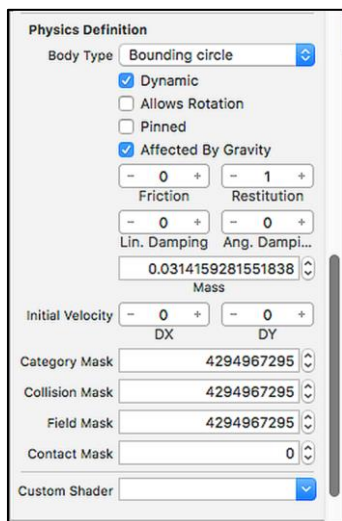 Physics Definition
Body Type Bounding circle
Dynamic
Allows Rotation
Pinned
Affected By Gravity
- 0 + - 1 +
Friction Restitution
- 0 + - 0 +
Lin. Damping Ang. Dampi...
0.0314159281551838
Mass
Initial Velocity - 0 + - 0 +
DX DY
Category Mask 4294967295
Collision Mask 4294967295
Field Mask 4294967295
Contact Mask 0
Custom Shader